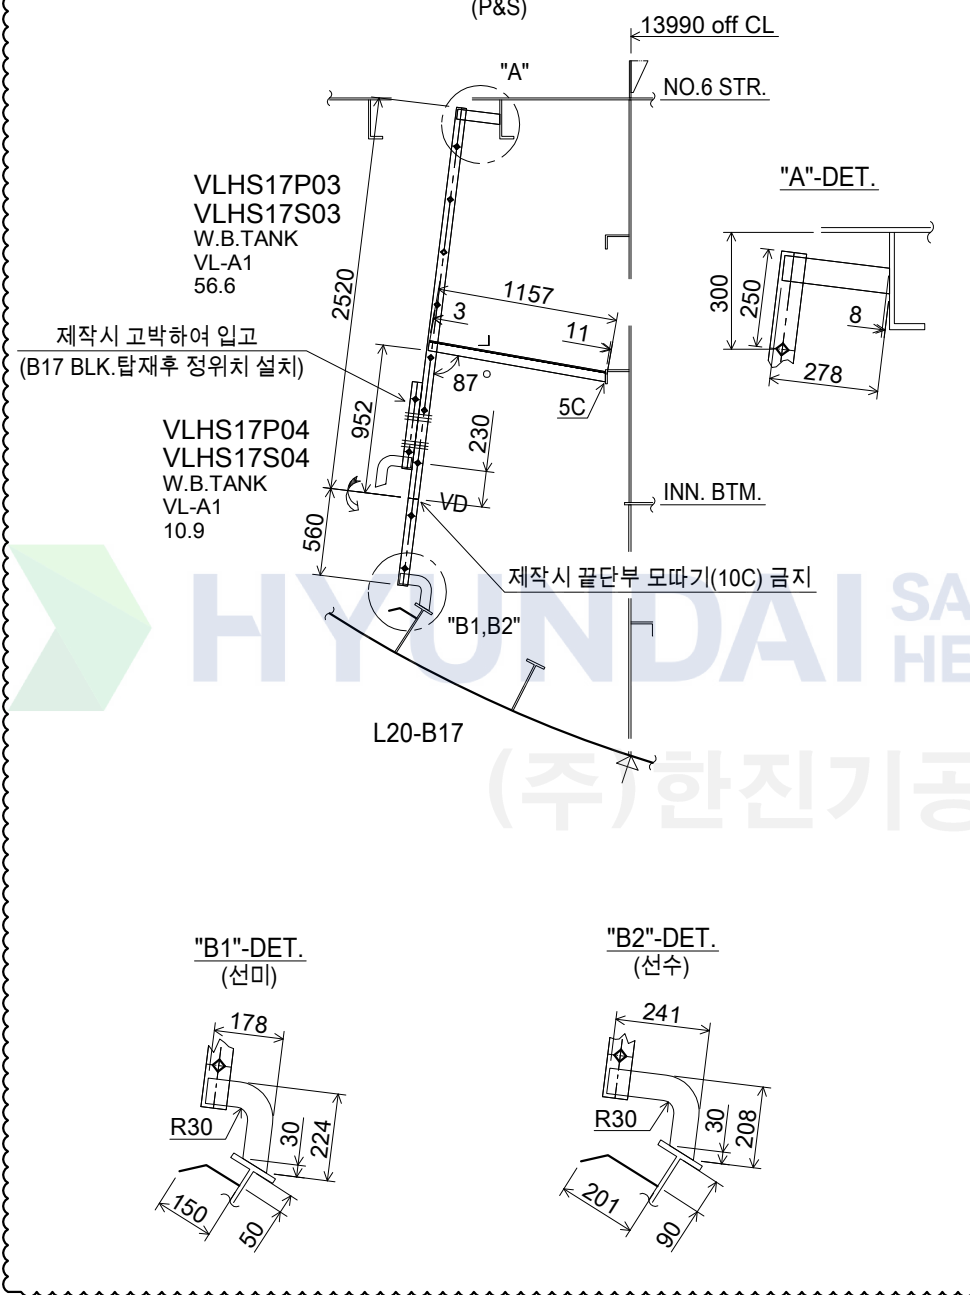 (P&S)
13990 off CL
"A"
NO.6 STR.
"A"-DET.
VLHS17P03
VLHS17S03
W.B.TANK
VL-A1
56.6
2520
1157
3
11
300
250
8
278
제작시 고박하여 입고
(B17 BLK.탑재후 정위치 설치)
87°
5C
952
230
VLHS17P04
VLHS17S04
W.B.TANK
VL-A1
10.9
VD
INN. BTM.
560
제작시 끝단부 모따기(10C) 금지
HYUNDAI
SA
HE
"B1,B2"
L20-B17
(주)한진기공
"B1"-DET.
(선미)
178
R30
30
224
150
50
"B2"-DET.
(선수)
241
R30
30
208
201
90